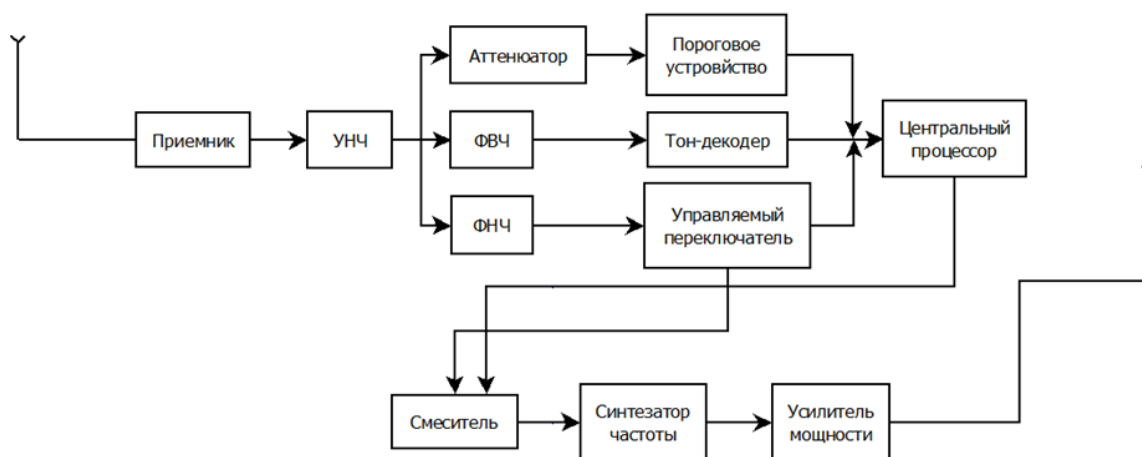 Аттенюатор
Пороговое
устройство
Приемник
УНЧ
ФВЧ
Тон-декодер
Центральный
процессор
ФНЧ
Управляемый
переключатель
Смеситель
Синтезатор
частоты
Усилитель
мощности